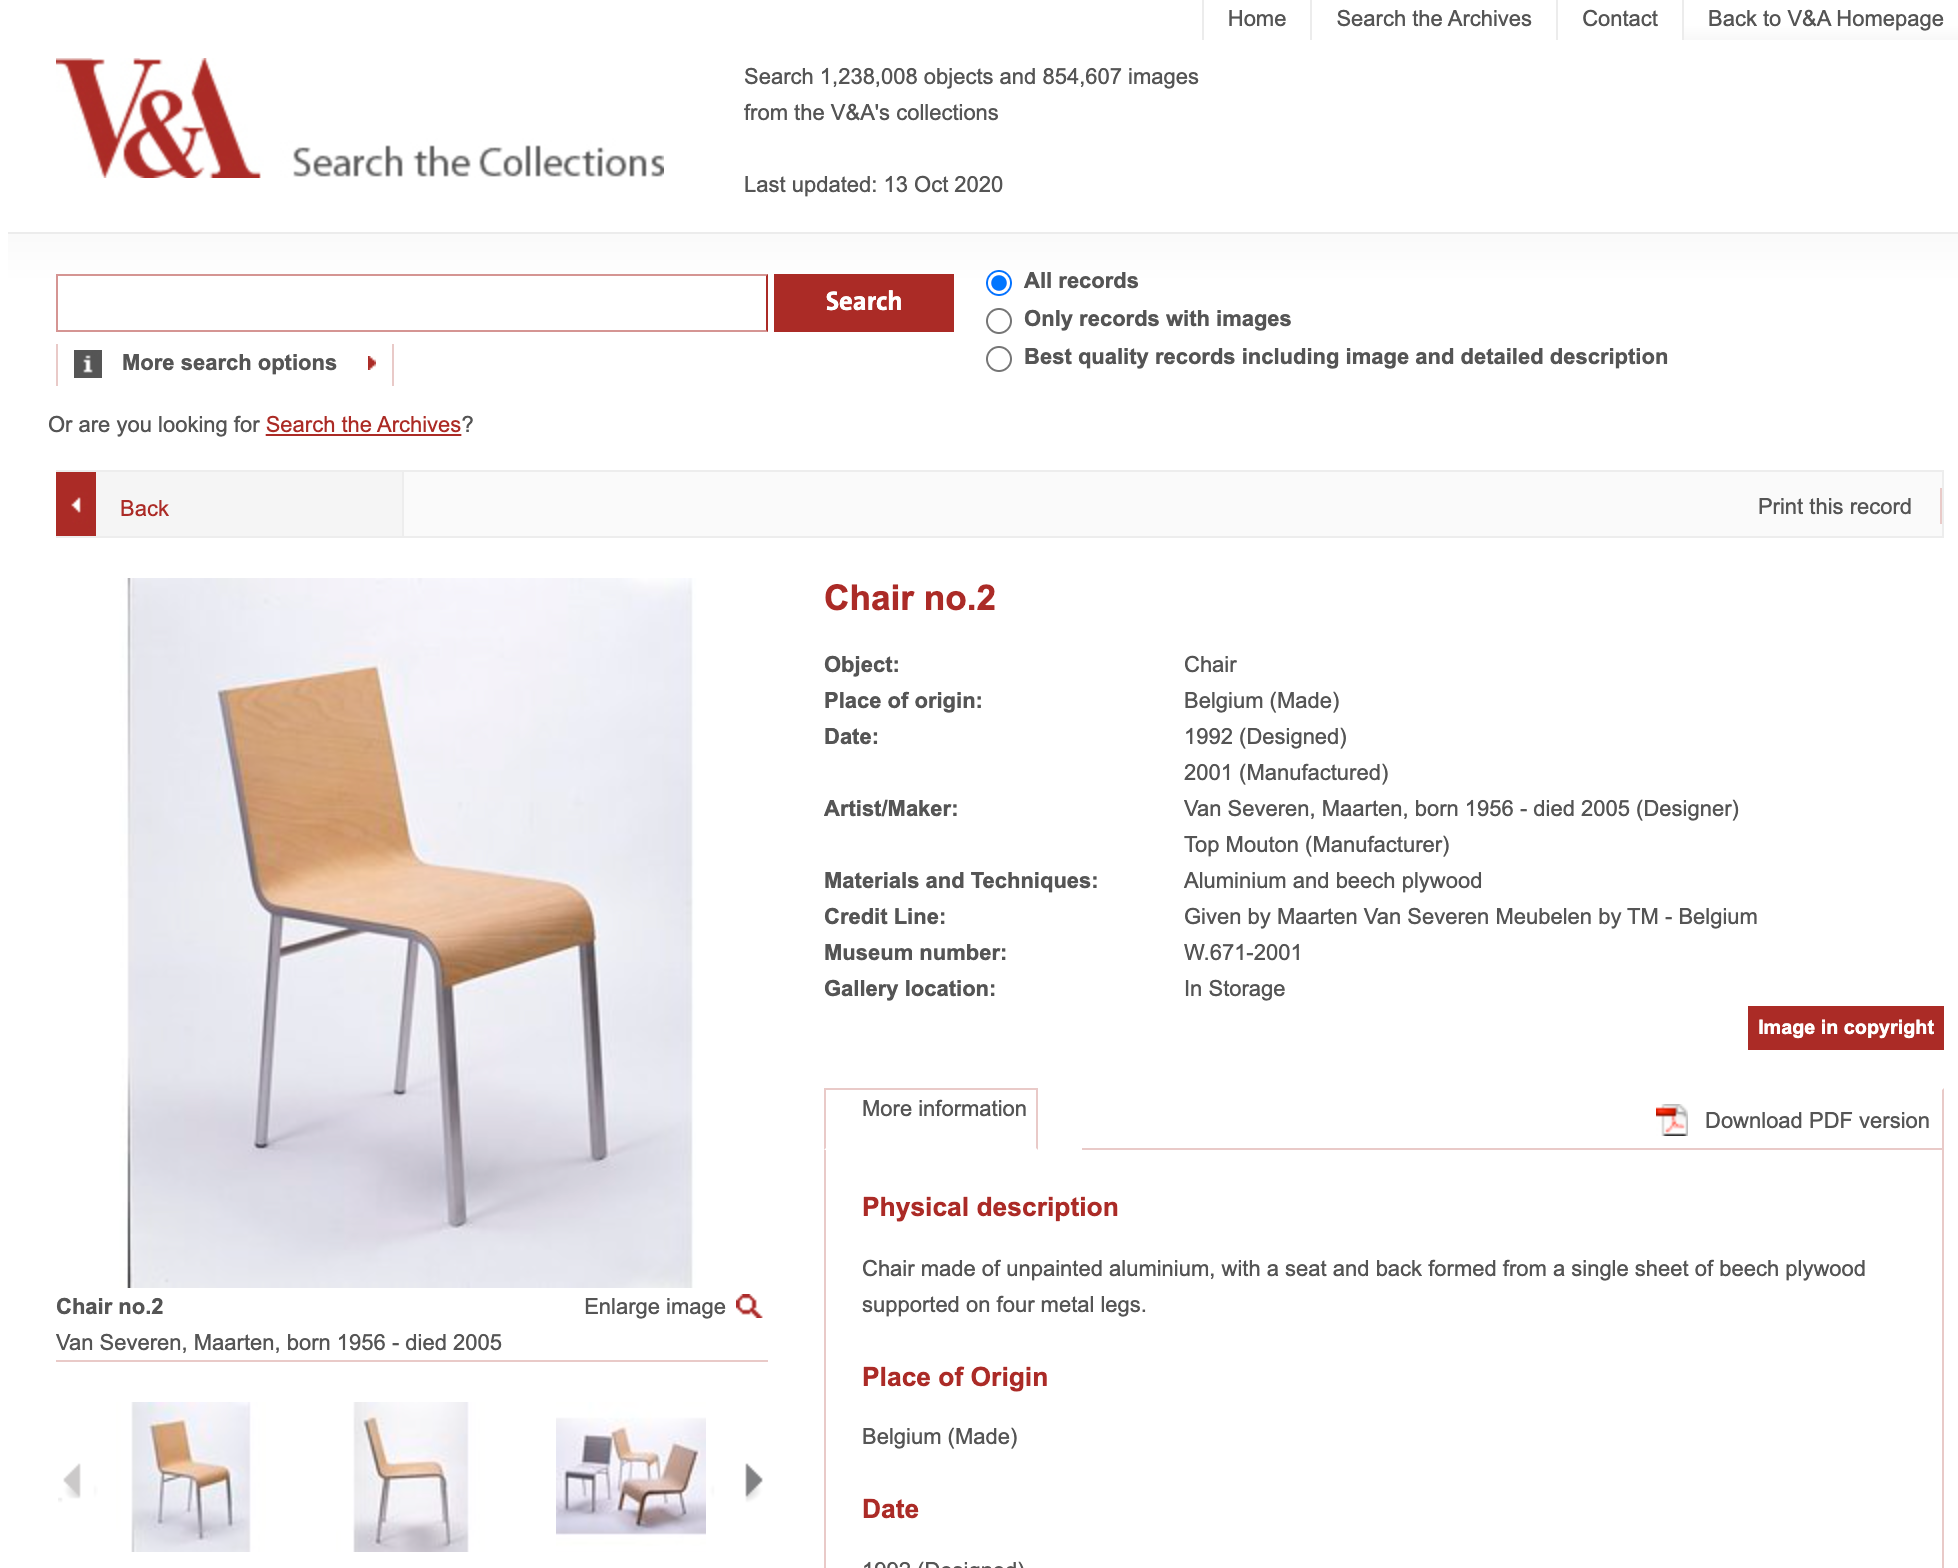 Home
Search the Archives
Contact
Back to V&A Homepage
V&A
Search the Collections
Search 1,238,008 objects and 854,607 images
from the V&A's collections
Last updated: 13 Oct 2020
Search
All records
Only records with images
Best quality records including image and detailed description
i More search options
Or are you looking for Search the Archives?
Back
Print this record
Chair no.2
Object: Chair
Place of origin: Belgium (Made)
Date: 1992 (Designed)
2001 (Manufactured)
Artist/Maker: Van Severen, Maarten, born 1956 - died 2005 (Designer)
Top Mouton (Manufacturer)
Materials and Techniques: Aluminium and beech plywood
Credit Line: Given by Maarten Van Severen Meubelen by TM - Belgium
Museum number: W.671-2001
Gallery location: In Storage
Image in copyright
Chair no.2
Enlarge image
Van Severen, Maarten, born 1956 - died 2005
More information
Download PDF version
Physical description
Chair made of unpainted aluminium, with a seat and back formed from a single sheet of beech plywood
supported on four metal legs.
Place of Origin
Belgium (Made)
Date
1992 (Designed)